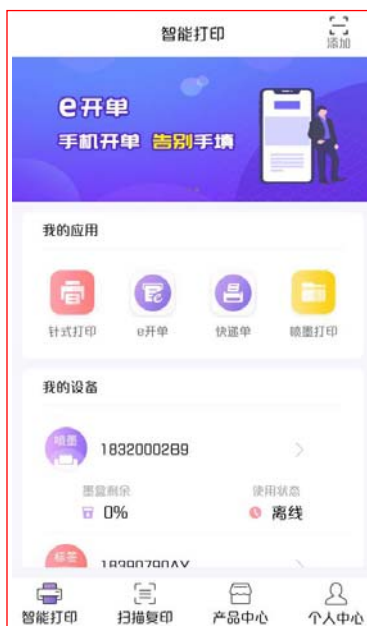 智能打印
添加
e开单
手机开单 告别手填
我的应用
针式打印 e开单 快递单 喷墨打印
我的设备
喷墨
18320002B9
墨盒剩余 使用状态
0% 离线
标签
18390790AY
智能打印 扫描复印 产品中心 个人中心